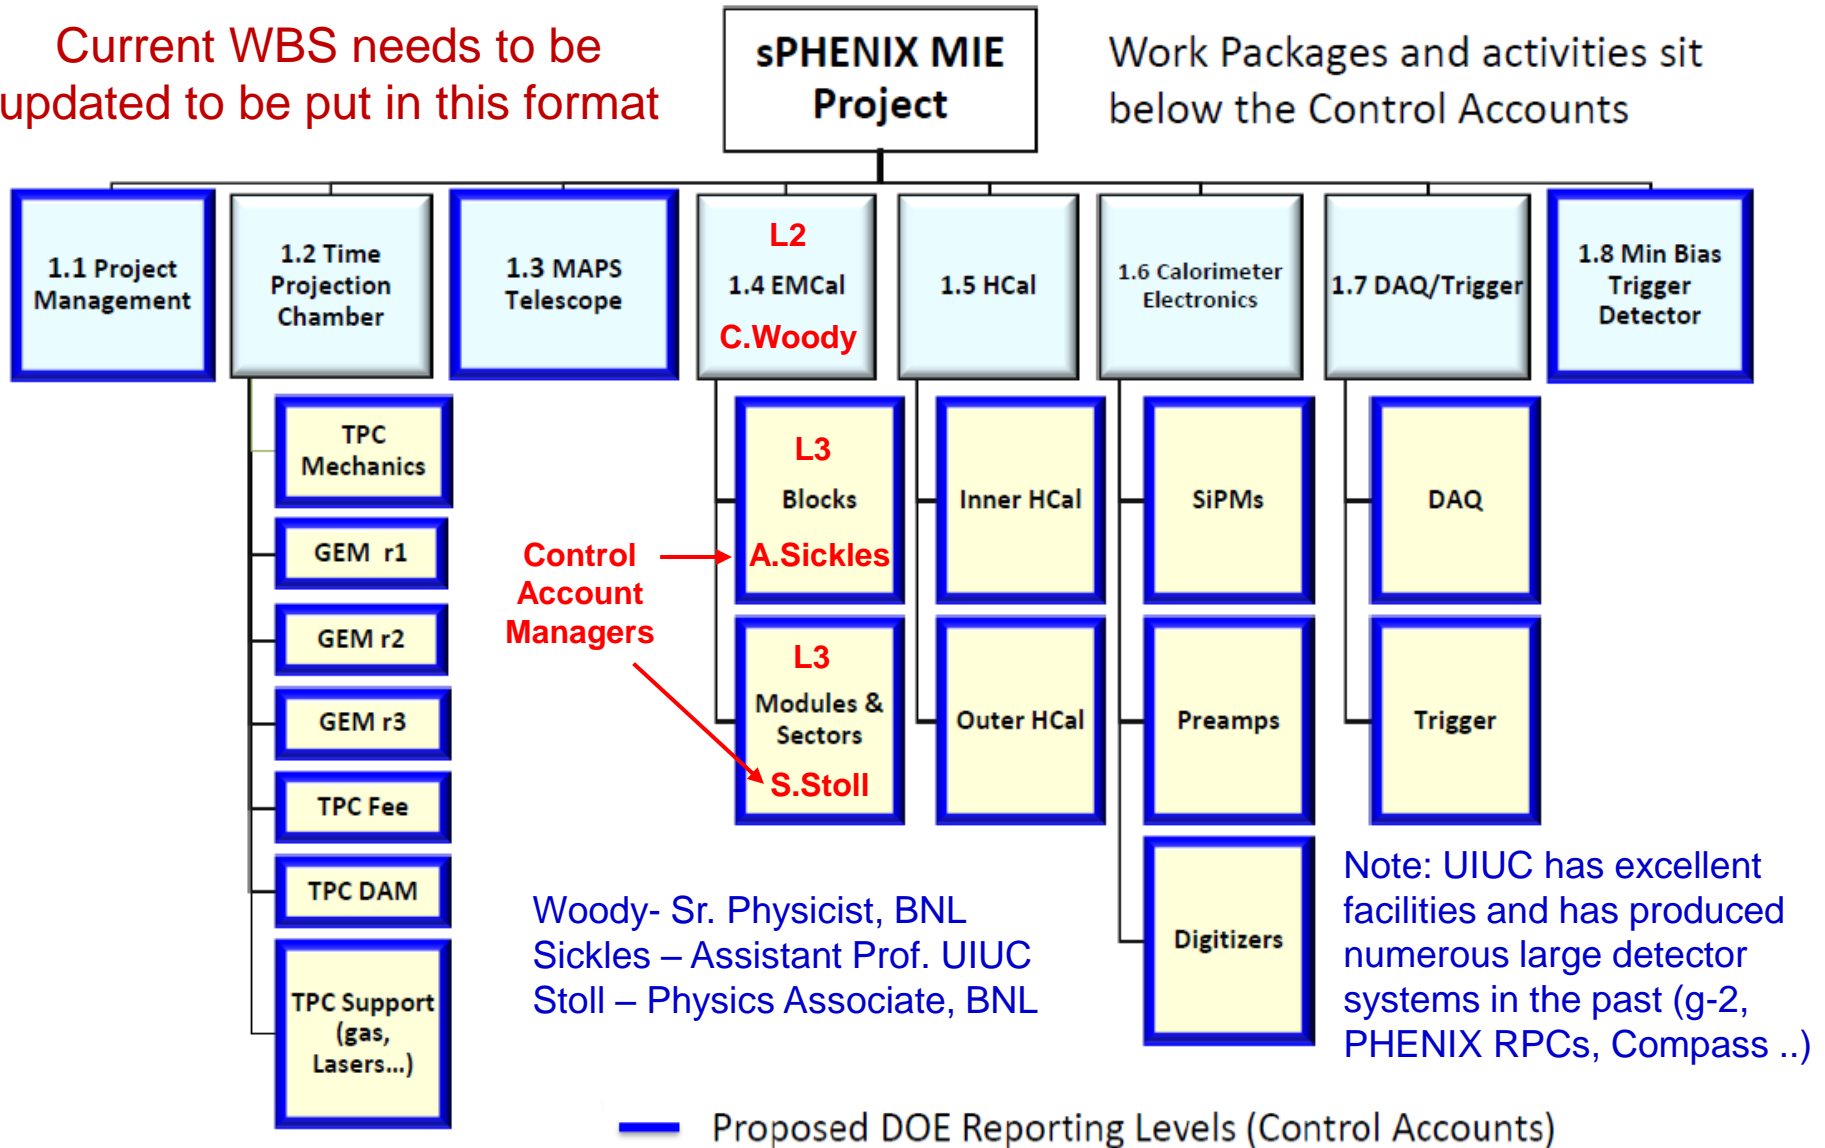 Current WBS needs to be
updated to be put in this format
sPHENIX MIE
Project
Work Packages and activities sit
below the Control Accounts
1.1 Project
Management
1.2 Time
Projection
Chamber
1.3 MAPS
Telescope
L2
1.4 EMCal
C.Woody
1.5 HCal
1.6 Calorimeter
Electronics
1.7 DAQ/Trigger
1.8 Min Bias
Trigger
Detector
TPC
Mechanics
GEM r1
GEM r2
GEM r3
TPC Fee
TPC DAM
TPC Support
(gas,
Lasers...)
Control
Account
Managers
L3
Blocks
A.Sickles
L3
Modules &
Sectors
S.Stoll
Inner HCal
Outer HCal
SiPMs
Preamps
Digitizers
DAQ
Trigger
Woody- Sr. Physicist, BNL
Sickles – Assistant Prof. UIUC
Stoll – Physics Associate, BNL
Note: UIUC has excellent
facilities and has produced
numerous large detector
systems in the past (g-2,
PHENIX RPCs, Compass ..)
Proposed DOE Reporting Levels (Control Accounts)